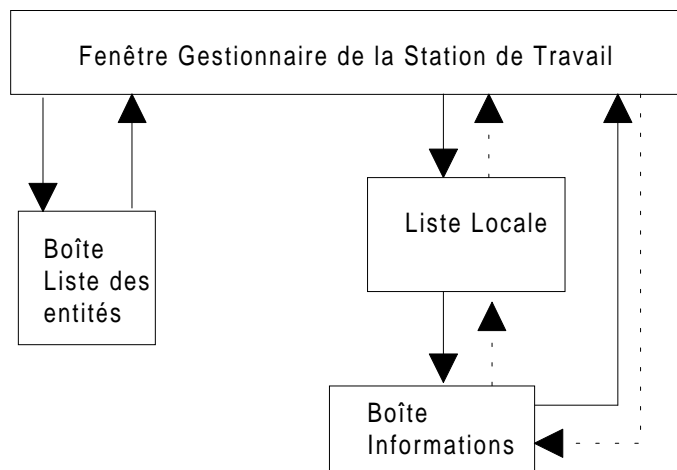 Fenêtre Gestionnaire de la Station de Travail
Liste Locale
Boîte
Liste des
entités
Boîte
Informations